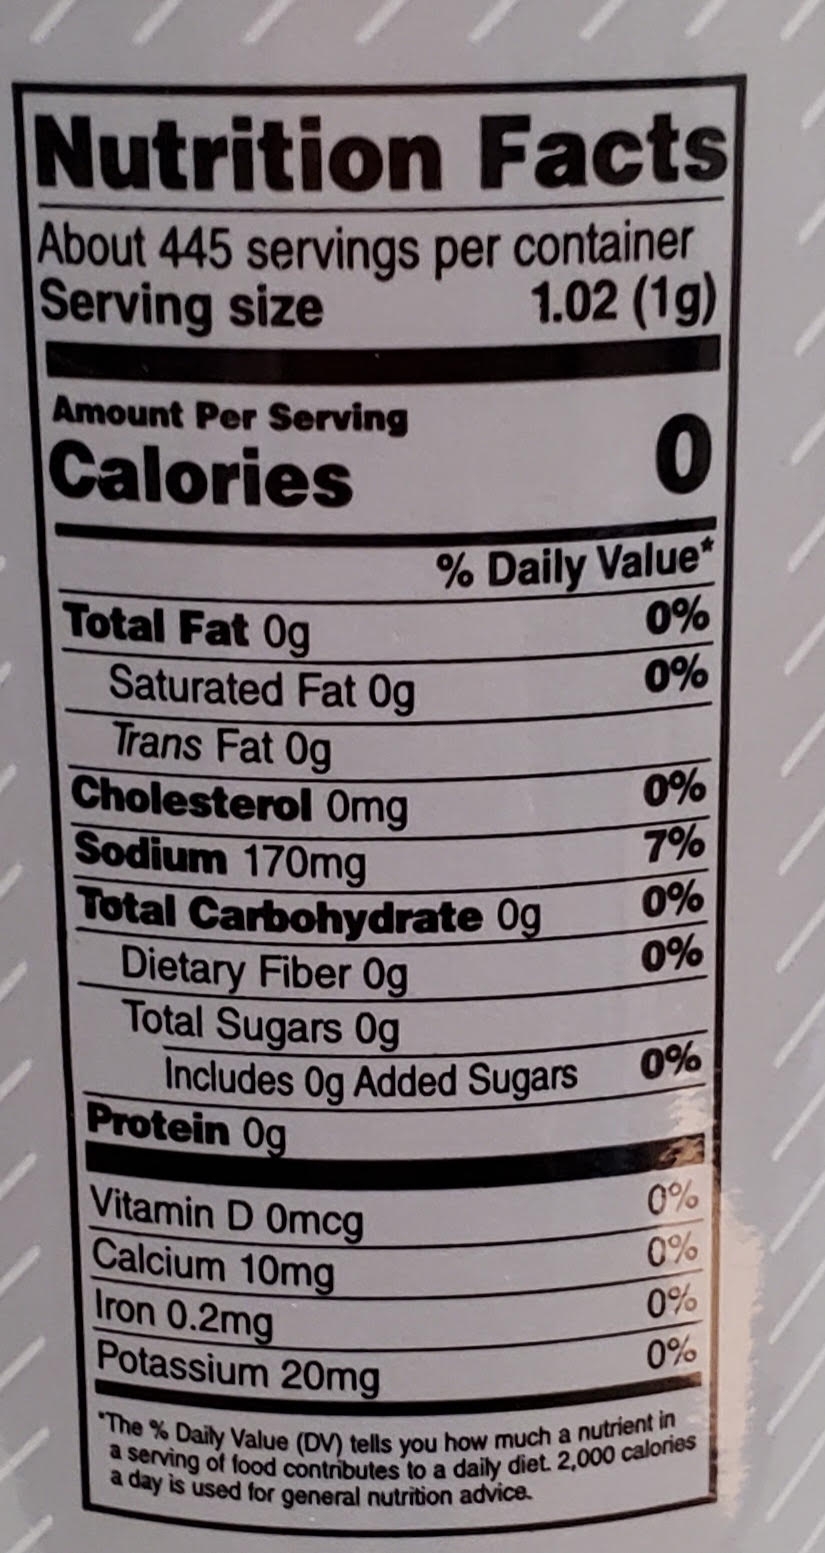 Nutrition Facts
About 445 servings per container
Serving size 1.02 (1g)
Amount Per Serving
Calories 0
% Daily Value*
Total Fat 0g 0%
Saturated Fat 0g 0%
Trans Fat 0g
Cholesterol 0mg 0%
Sodium 170mg 7%
Total Carbohydrate 0g 0%
Dietary Fiber 0g 0%
Total Sugars 0g
Includes 0g Added Sugars 0%
Protein 0g
Vitamin D 0mcg 0%
Calcium 10mg 0%
Iron 0.2mg 0%
Potassium 20mg 0%
*The % Daily Value (DV) tells you how much a nutrient in
a serving of food contributes to a daily diet. 2,000 calories
a day is used for general nutrition advice.